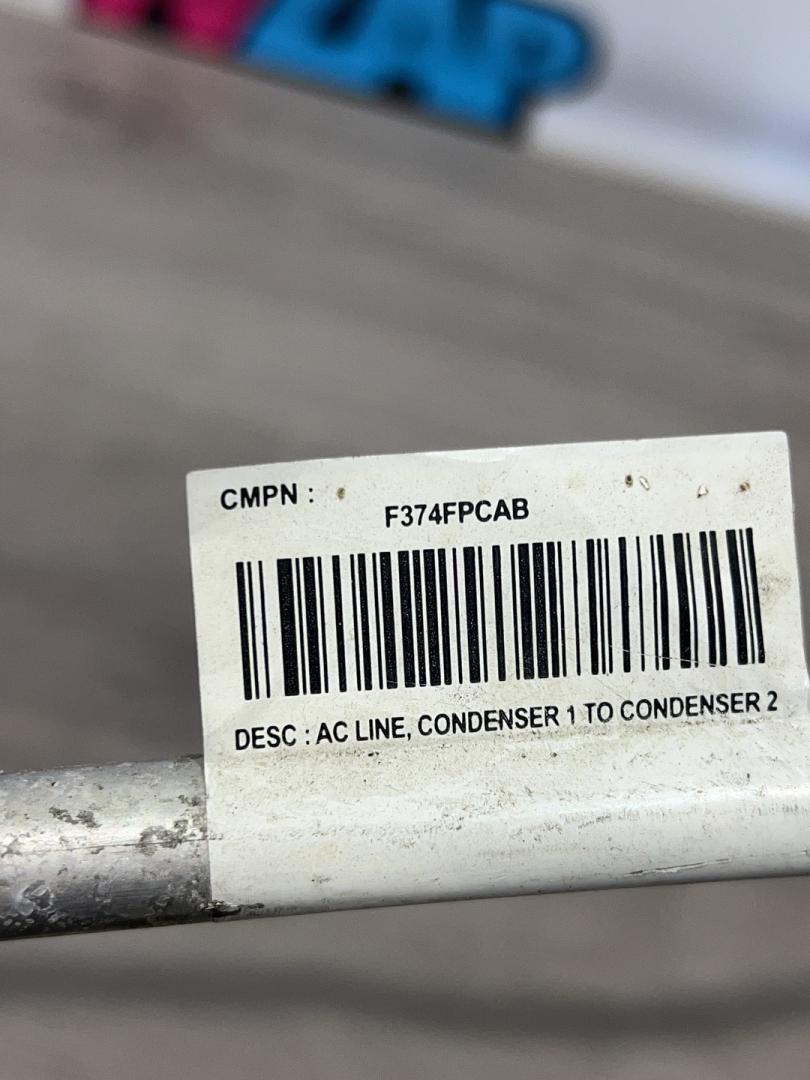 CMPN :
F374FPCAB
DESC : AC LINE, CONDENSER 1 TO CONDENSER 2